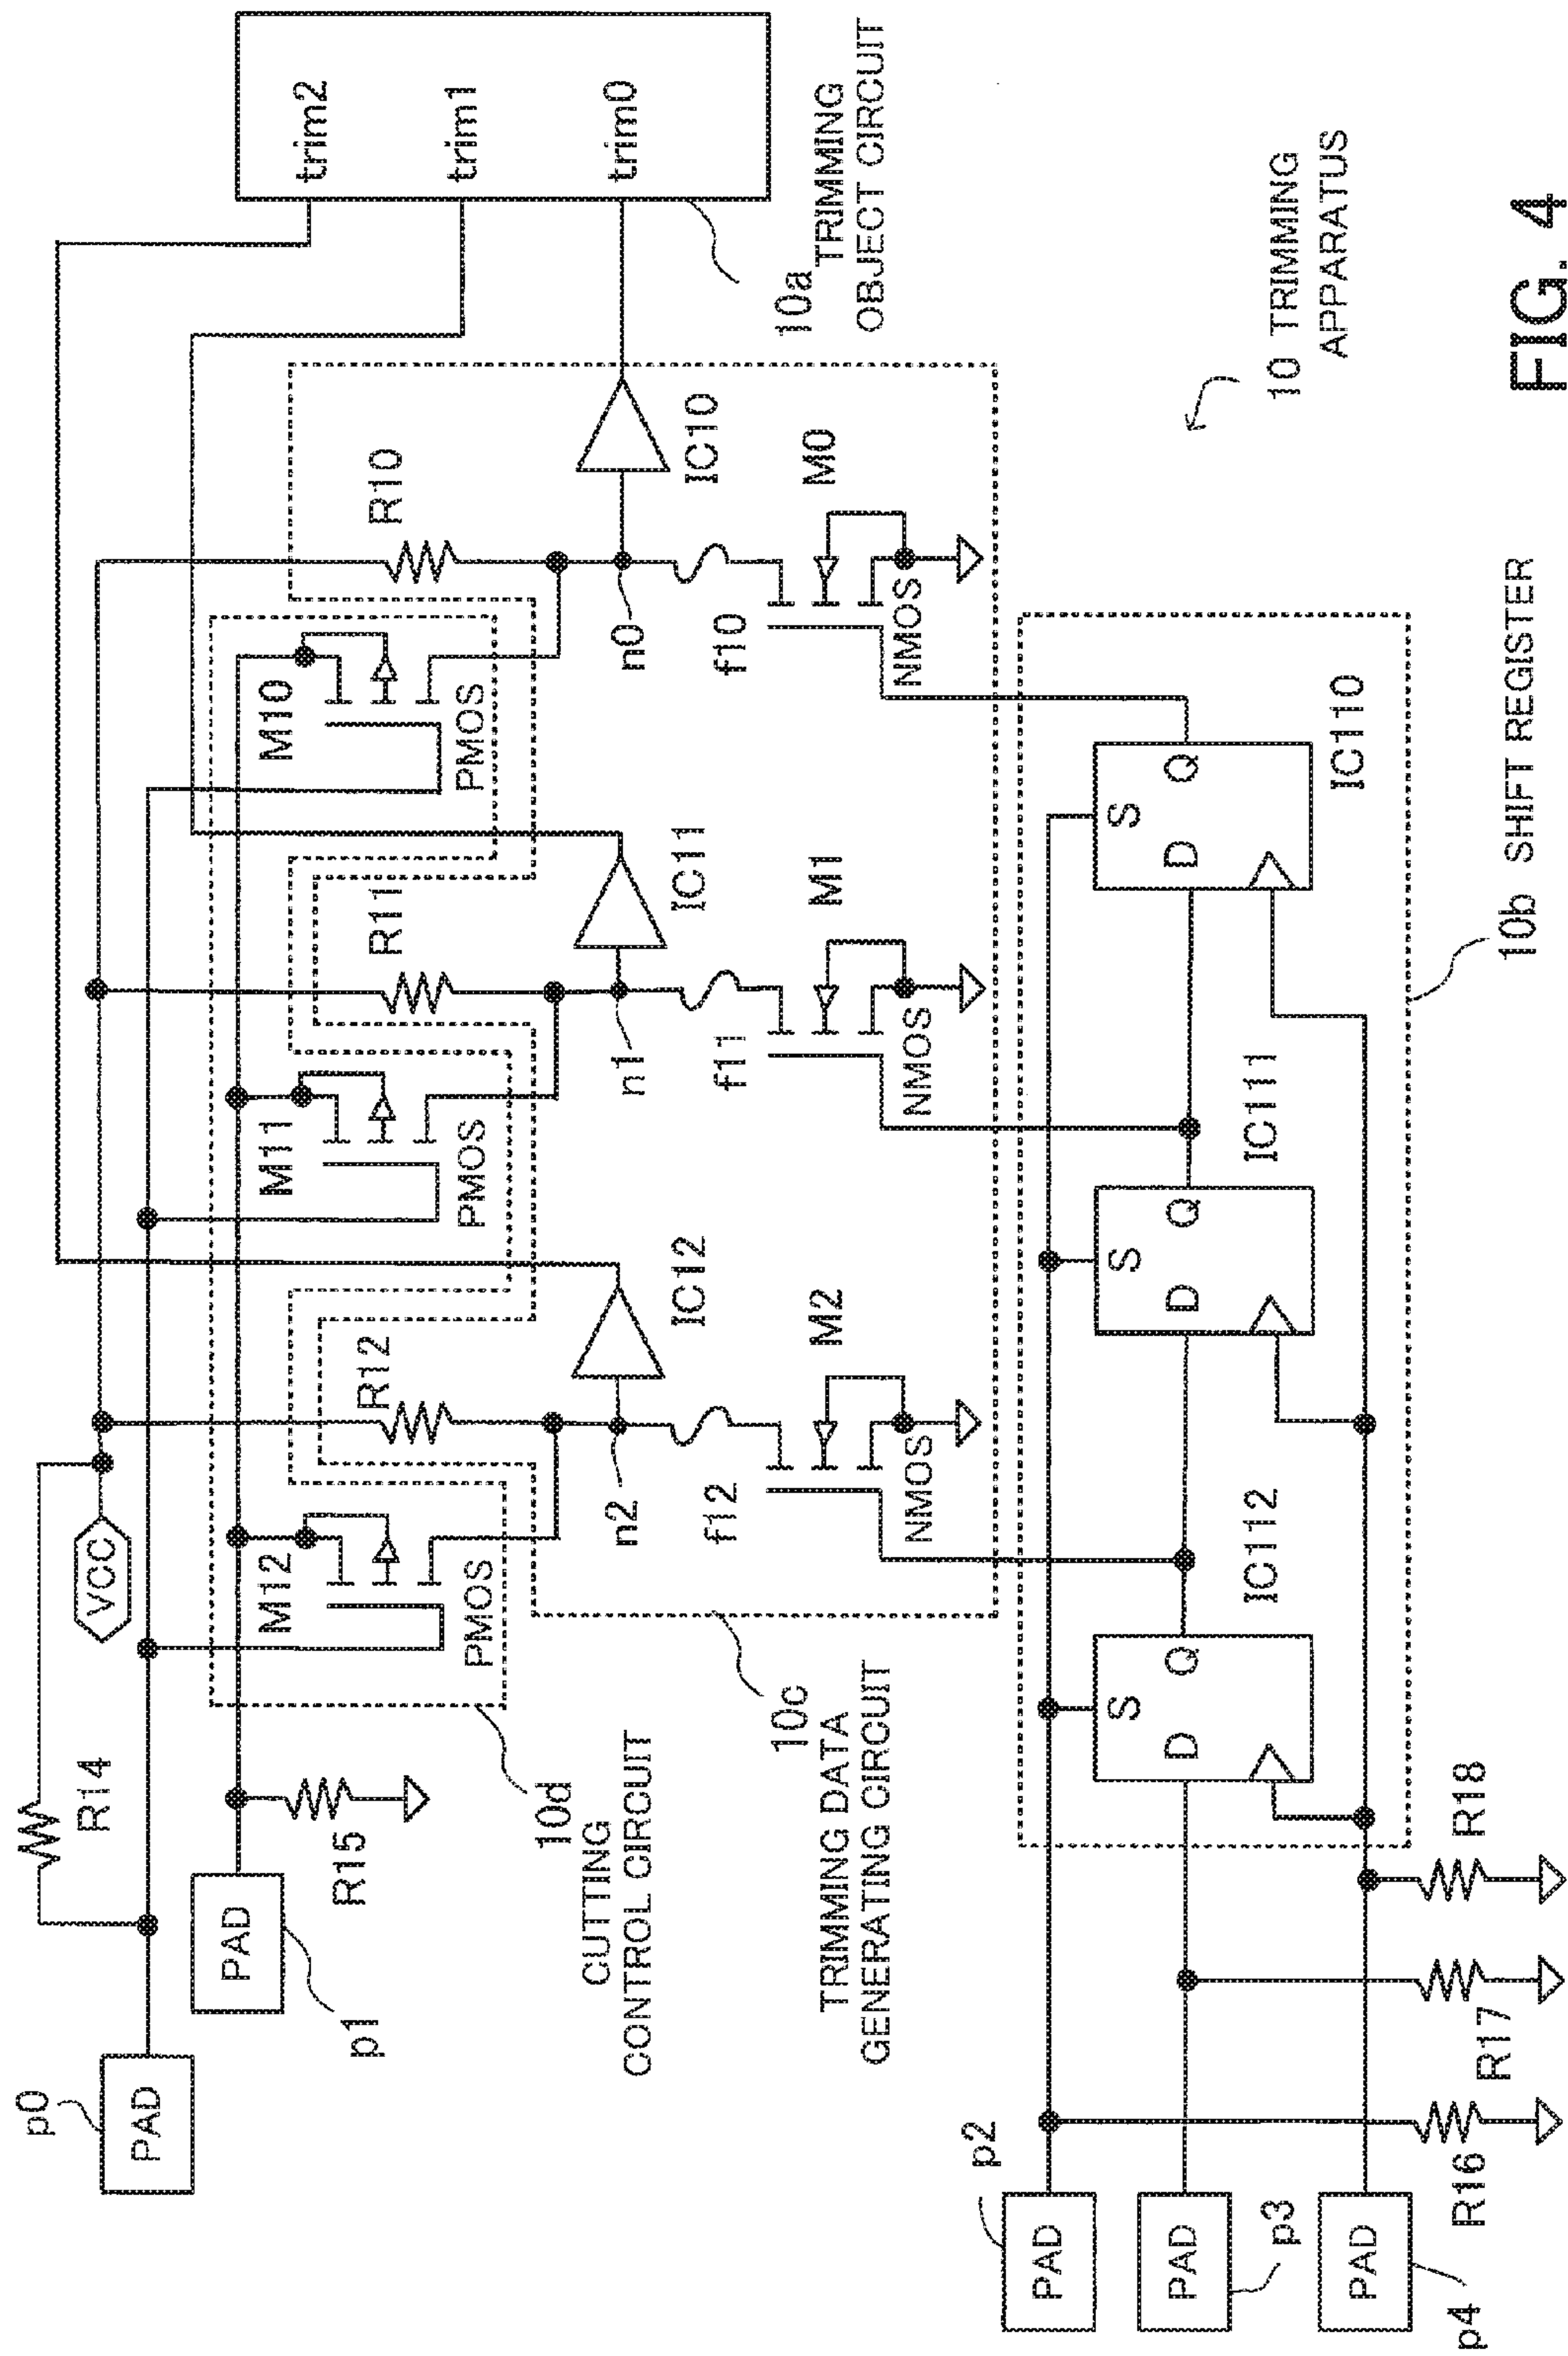 p0
PAD
R14
VCC
p1
PAD
R15
M12
PMOS
R12
M11
PMOS
R11
M10
PMOS
R10
trim2
trim1
trim0
10a TRIMMING
OBJECT CIRCUIT
10d
CUTTING
CONTROL CIRCUIT
n2
IC12
n1
IC11
n0
IC10
f12
M2
NMOS
f11
M1
NMOS
f10
M0
NMOS
10c
TRIMMING DATA
GENERATING CIRCUIT
10 TRIMMING
APPARATUS
p2
PAD
p3
PAD
p4
PAD
R16
R17
R18
S
D
Q
IC112
S
D
Q
IC111
S
D
Q
IC110
10b SHIFT REGISTER
FIG. 4